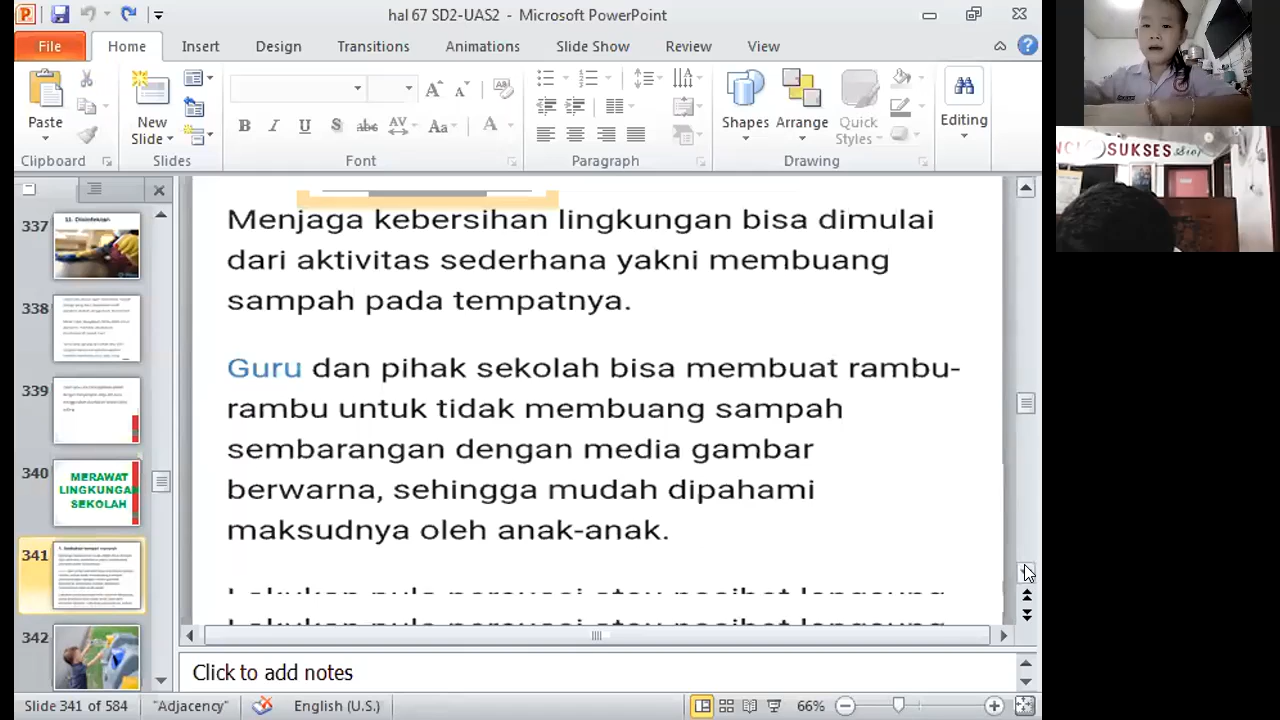 hal 67 SD2-UAS2 - Microsoft PowerPoint
File Home Insert Design Transitions Animations Slide Show Review View
Paste
New Slide
Shapes Arrange Quick Styles
Editing
Clipboard Slides Font Paragraph Drawing
337
338
339
340
MERAWAT
LINGKUNGAN
SEKOLAH
341
342
Menjaga kebersihan lingkungan bisa dimulai
dari aktivitas sederhana yakni membuang
sampah pada tempatnya.
Guru dan pihak sekolah bisa membuat rambu-
rambu untuk tidak membuang sampah
sembarangan dengan media gambar
berwarna, sehingga mudah dipahami
maksudnya oleh anak-anak.
Click to add notes
Slide 341 of 584 "Adjacency" English (U.S.) 66%
SUKSES